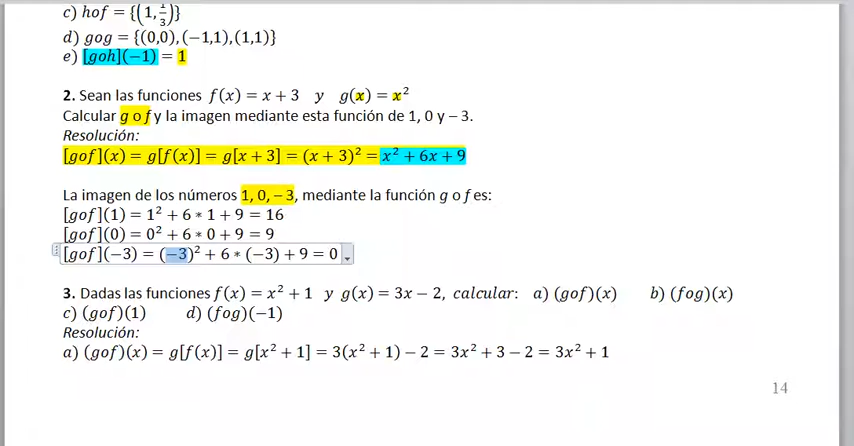 c) hof = {(1, 1/3)}
d) gog = {(0,0), (−1,1), (1,1)}
e) [goh](−1) = 1
2. Sean las funciones f(x) = x + 3 y g(x) = x²
Calcular g o f y la imagen mediante esta función de 1, 0 y − 3.
Resolución:
[gof](x) = g[f(x)] = g[x + 3] = (x + 3)² = x² + 6x + 9
La imagen de los números 1, 0, − 3, mediante la función g o f es:
[gof](1) = 1² + 6 ∗ 1 + 9 = 16
[gof](0) = 0² + 6 ∗ 0 + 9 = 9
[gof](−3) = (−3)² + 6 ∗ (−3) + 9 = 0
3. Dadas las funciones f(x) = x² + 1 y g(x) = 3x − 2, calcular: a) (gof)(x) b) (fog)(x)
c) (gof)(1) d) (fog)(−1)
Resolución:
a) (gof)(x) = g[f(x)] = g[x² + 1] = 3(x² + 1) − 2 = 3x² + 3 − 2 = 3x² + 1
14